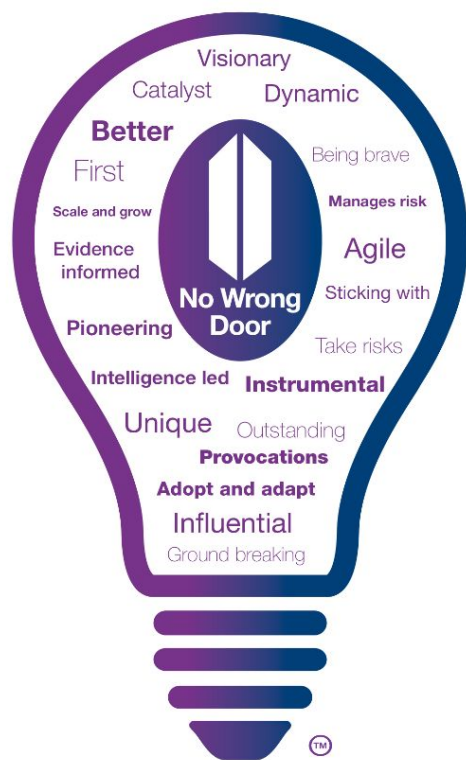 Visionary
Catalyst
Dynamic
Better
Being brave
First
Manages risk
Scale and grow
Evidence
informed
Agile
Sticking with
No Wrong
Door
Pioneering
Take risks
Intelligence led
Instrumental
Unique
Outstanding
Provocations
Adopt and adapt
Influential
Ground breaking
TM